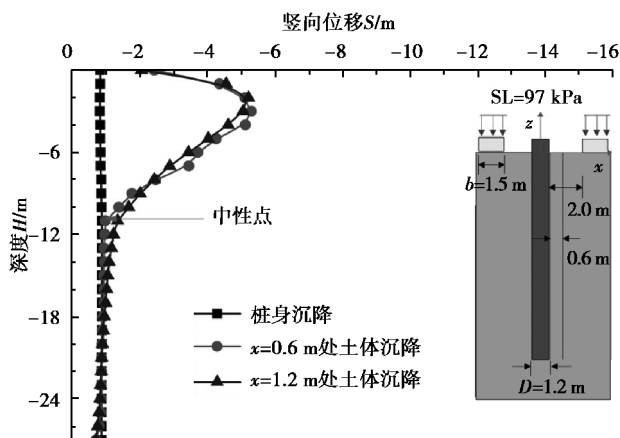 竖向位移S/m
0 −2 −4 −6 −8 −10 −12 −14 −16
深度H/m
−6
−12
−18
−24
中性点
桩身沉降
x=0.6 m处土体沉降
x=1.2 m处土体沉降
SL=97 kPa
z
x
b=1.5 m
2.0 m
0.6 m
D=1.2 m